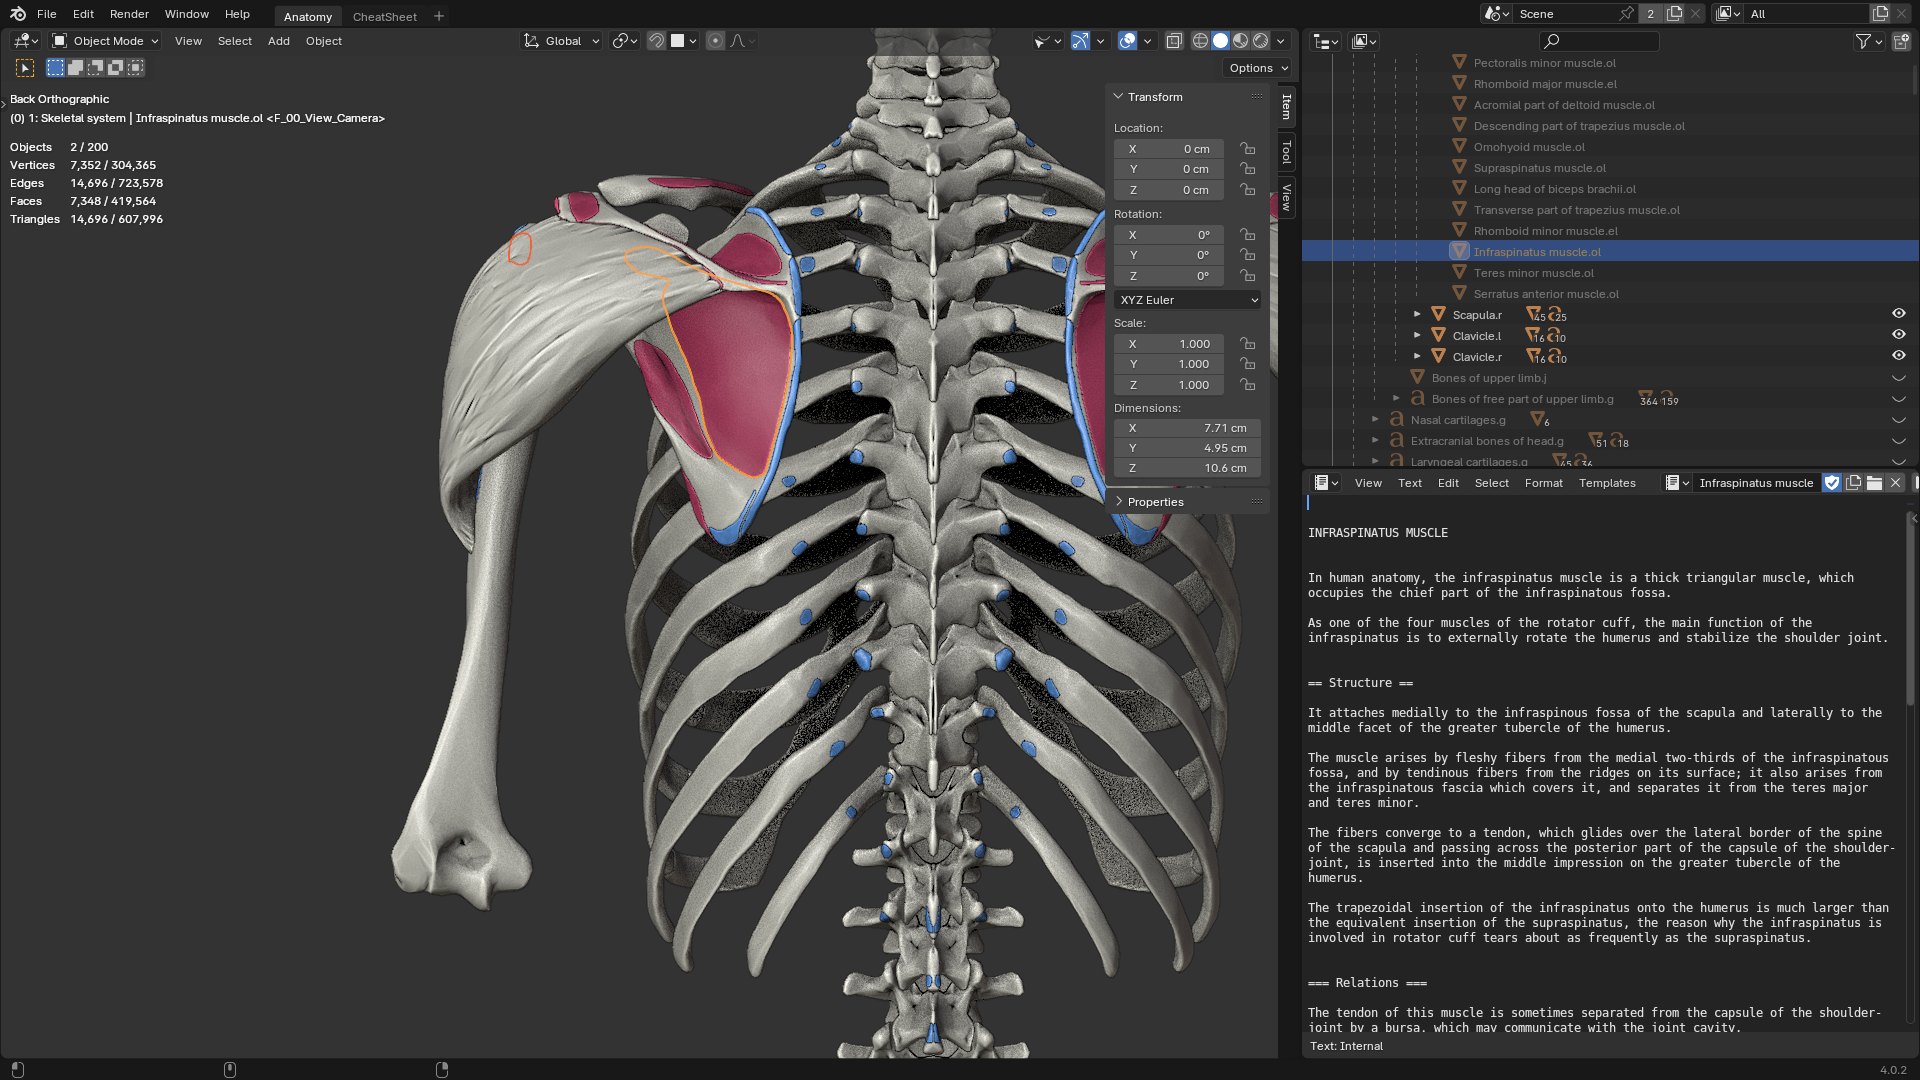 File Edit Render Window Help Anatomy CheatSheet + Scene 2 All
Object Mode View Select Add Object Global
Options
Back Orthographic
(0) 1: Skeletal system | Infraspinatus muscle.ol <F_00_View_Camera>
Objects 2 / 200
Vertices 7,352 / 304,365
Edges 14,696 / 723,578
Faces 7,348 / 419,564
Triangles 14,696 / 607,996
Transform
Location:
X 0 cm
Y 0 cm
Z 0 cm
Rotation:
X 0°
Y 0°
Z 0°
XYZ Euler
Scale:
X 1.000
Y 1.000
Z 1.000
Dimensions:
X 7.71 cm
Y 4.95 cm
Z 10.6 cm
Properties
Item
Tool
View
Pectoralis minor muscle.ol
Rhomboid major muscle.el
Acromial part of deltoid muscle.ol
Descending part of trapezius muscle.ol
Omohyoid muscle.ol
Supraspinatus muscle.ol
Long head of biceps brachii.ol
Transverse part of trapezius muscle.ol
Rhomboid minor muscle.el
Infraspinatus muscle.ol
Teres minor muscle.ol
Serratus anterior muscle.ol
Scapula.r 45 25
Clavicle.l 16 10
Clavicle.r 16 10
Bones of upper limb.j
Bones of free part of upper limb.g 364 159
Nasal cartilages.g 6
Extracranial bones of head.g 51 18
Laryngeal cartilages.g 45 36
View Text Edit Select Format Templates Infraspinatus muscle
INFRASPINATUS MUSCLE
In human anatomy, the infraspinatus muscle is a thick triangular muscle, which
occupies the chief part of the infraspinatous fossa.
As one of the four muscles of the rotator cuff, the main function of the
infraspinatus is to externally rotate the humerus and stabilize the shoulder joint.
== Structure ==
It attaches medially to the infraspinous fossa of the scapula and laterally to the
middle facet of the greater tubercle of the humerus.
The muscle arises by fleshy fibers from the medial two-thirds of the infraspinatous
fossa, and by tendinous fibers from the ridges on its surface; it also arises from
the infraspinatous fascia which covers it, and separates it from the teres major
and teres minor.
The fibers converge to a tendon, which glides over the lateral border of the spine
of the scapula and passing across the posterior part of the capsule of the shoulder-
joint, is inserted into the middle impression on the greater tubercle of the
humerus.
The trapezoidal insertion of the infraspinatus onto the humerus is much larger than
the equivalent insertion of the supraspinatus, the reason why the infraspinatus is
involved in rotator cuff tears about as frequently as the supraspinatus.
=== Relations ===
The tendon of this muscle is sometimes separated from the capsule of the shoulder-
joint by a bursa, which may communicate with the joint cavity.
Text: Internal
4.0.2